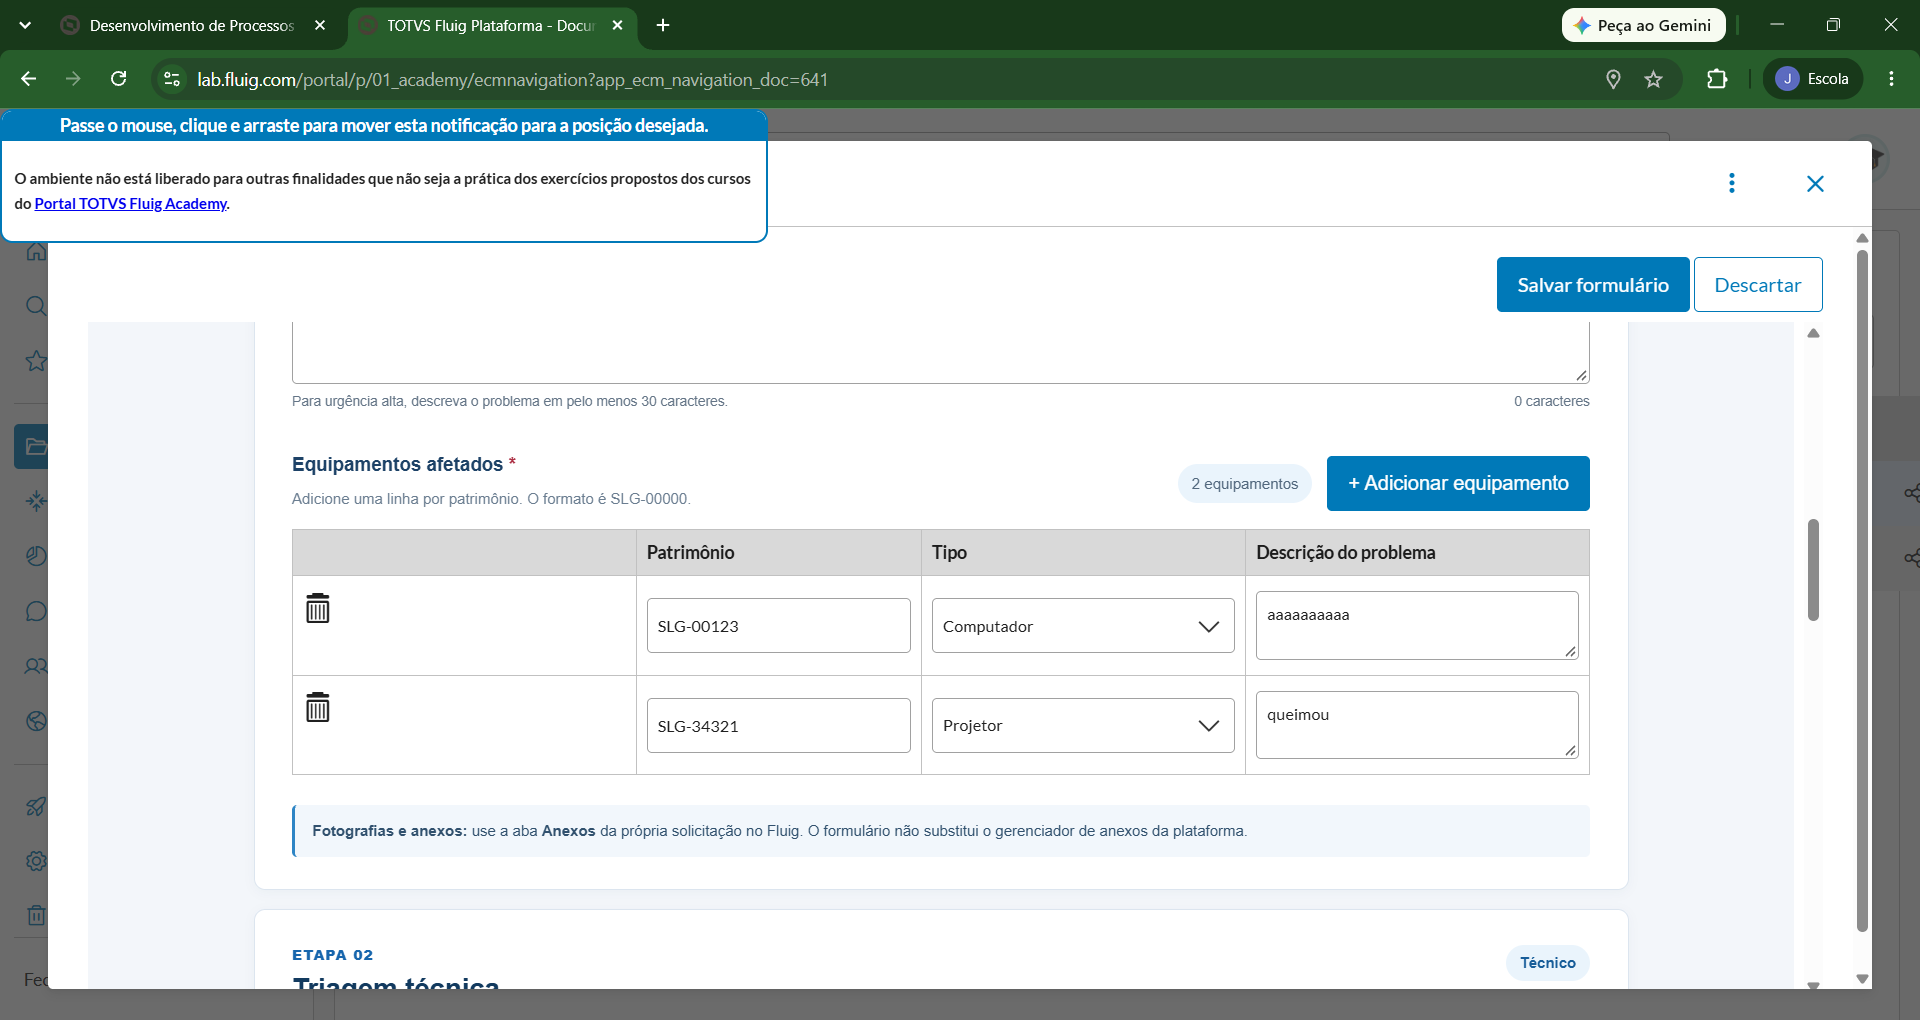 Desenvolvimento de Processos
TOTVS Fluig Plataforma - Docu
Peça ao Gemini
lab.fluig.com/portal/p/01_academy/ecmnavigation?app_ecm_navigation_doc=641
J
Escola
Passe o mouse, clique e arraste para mover esta notificação para a posição desejada.
O ambiente não está liberado para outras finalidades que não seja a prática dos exercícios propostos dos cursos
do Portal TOTVS Fluig Academy.
Salvar formulário
Descartar
Para urgência alta, descreva o problema em pelo menos 30 caracteres.
0 caracteres
Equipamentos afetados *
Adicione uma linha por patrimônio. O formato é SLG-00000.
2 equipamentos
+ Adicionar equipamento
Patrimônio
Tipo
Descrição do problema
SLG-00123
Computador
aaaaaaaaaa
SLG-34321
Projetor
queimou
Fotografias e anexos: use a aba Anexos da própria solicitação no Fluig. O formulário não substitui o gerenciador de anexos da plataforma.
ETAPA 02
Técnico
Triagem técnica
Fec